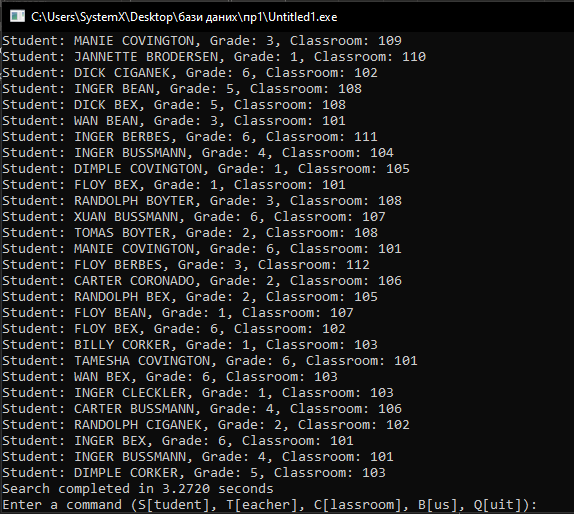 C:\Users\SystemX\Desktop\бази даних\пр1\Untitled1.exe
Student: MANIE COVINGTON, Grade: 3, Classroom: 109
Student: JANNETTE BRODERSEN, Grade: 1, Classroom: 110
Student: DICK CIGANEK, Grade: 6, Classroom: 102
Student: INGER BEAN, Grade: 5, Classroom: 108
Student: DICK BEX, Grade: 5, Classroom: 108
Student: WAN BEAN, Grade: 3, Classroom: 101
Student: INGER BERBES, Grade: 6, Classroom: 111
Student: INGER BUSSMANN, Grade: 4, Classroom: 104
Student: DIMPLE COVINGTON, Grade: 1, Classroom: 105
Student: FLOY BEX, Grade: 1, Classroom: 101
Student: RANDOLPH BOYTER, Grade: 3, Classroom: 108
Student: XUAN BUSSMANN, Grade: 6, Classroom: 107
Student: TOMAS BOYTER, Grade: 2, Classroom: 108
Student: MANIE COVINGTON, Grade: 6, Classroom: 101
Student: FLOY BERBES, Grade: 3, Classroom: 112
Student: CARTER CORONADO, Grade: 2, Classroom: 106
Student: RANDOLPH BEX, Grade: 2, Classroom: 105
Student: FLOY BEAN, Grade: 1, Classroom: 107
Student: FLOY BEX, Grade: 6, Classroom: 102
Student: BILLY CORKER, Grade: 1, Classroom: 103
Student: TAMESHA COVINGTON, Grade: 6, Classroom: 101
Student: WAN BEX, Grade: 6, Classroom: 103
Student: INGER CLECKLER, Grade: 1, Classroom: 103
Student: CARTER BUSSMANN, Grade: 4, Classroom: 106
Student: RANDOLPH CIGANEK, Grade: 2, Classroom: 102
Student: INGER BEX, Grade: 6, Classroom: 101
Student: INGER BUSSMANN, Grade: 4, Classroom: 101
Student: DIMPLE CORKER, Grade: 5, Classroom: 103
Search completed in 3.2720 seconds
Enter a command (S[tudent], T[eacher], C[lassroom], B[us], Q[uit]):